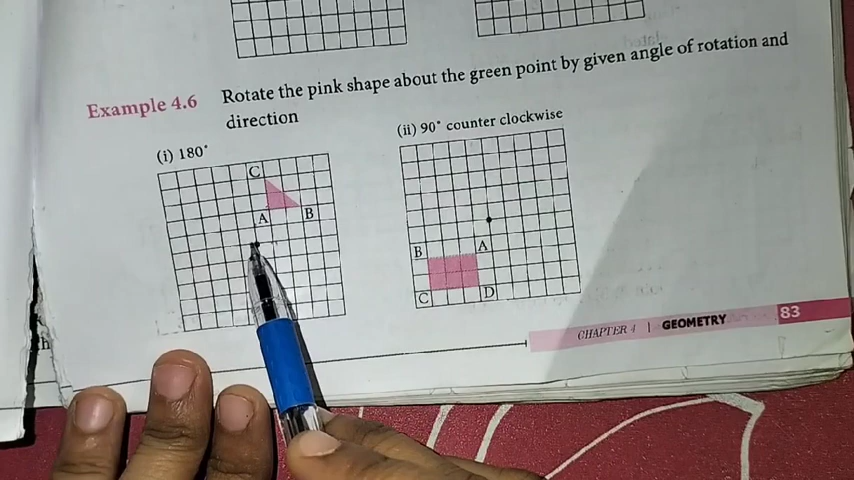 Example 4.6 Rotate the pink shape about the green point by given angle of rotation and
direction
(i) 180°
(ii) 90° counter clockwise
C
A
B
B
A
C
D
CHAPTER 4 | GEOMETRY
83